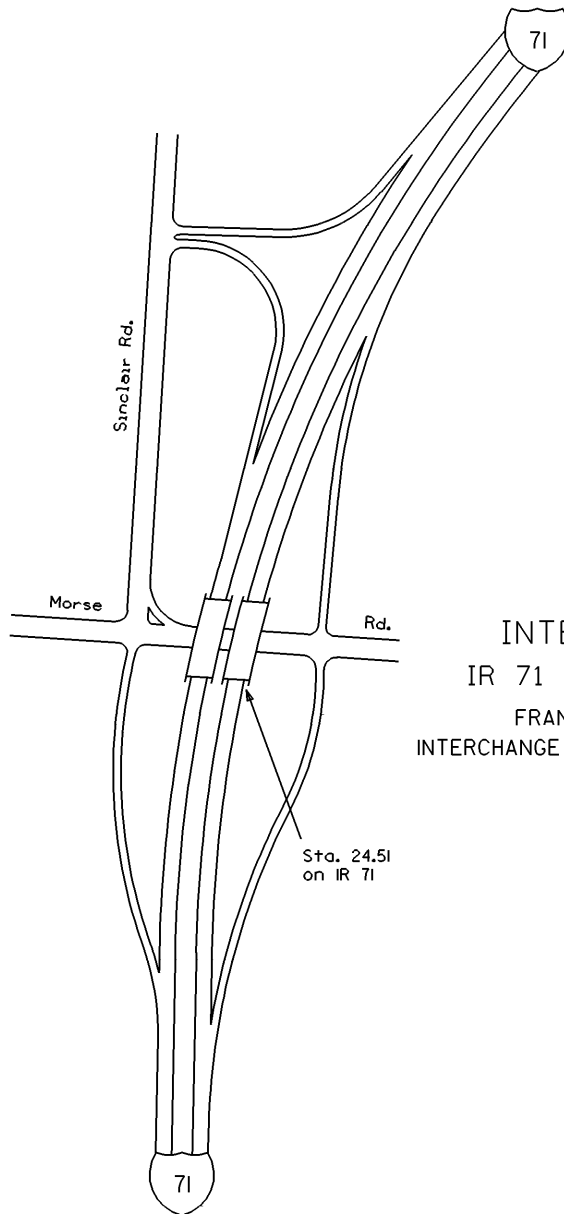 71
Sinclair Rd.
Morse
Rd.
INTE
IR 71
FRAN
INTERCHANGE
Sta. 24.51
on IR 71
71